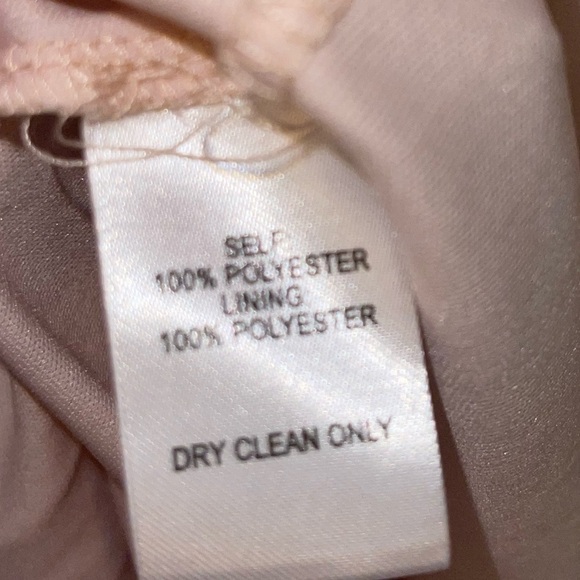 SELF
100% POLYESTER
LINING
100% POLYESTER
DRY CLEAN ONLY